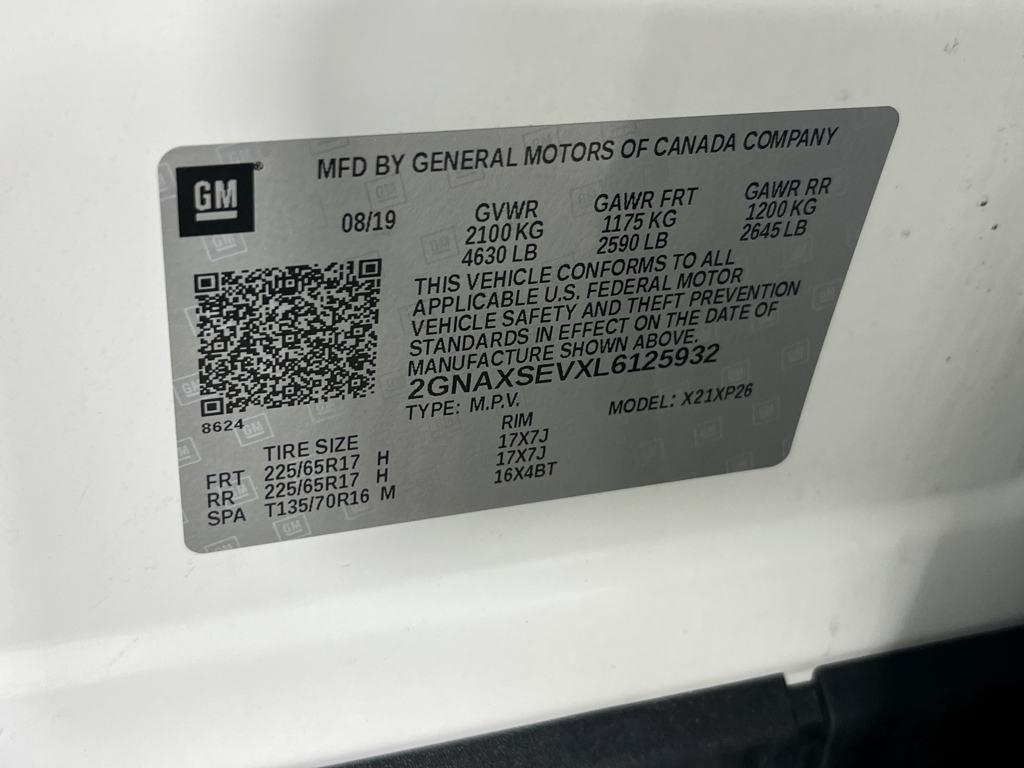 MFD BY GENERAL MOTORS OF CANADA COMPANY
GM
08/19 GVWR GAWR FRT GAWR RR
2100 KG 1175 KG 1200 KG
4630 LB 2590 LB 2645 LB
THIS VEHICLE CONFORMS TO ALL
APPLICABLE U.S. FEDERAL MOTOR
VEHICLE SAFETY AND THEFT PREVENTION
STANDARDS IN EFFECT ON THE DATE OF
MANUFACTURE SHOWN ABOVE.
2GNAXSEVXL6125932
TYPE: M.P.V. MODEL: X21XP26
8624
TIRE SIZE RIM
FRT 225/65R17 H 17X7J
RR 225/65R17 H 17X7J
SPA T135/70R16 M 16X4BT